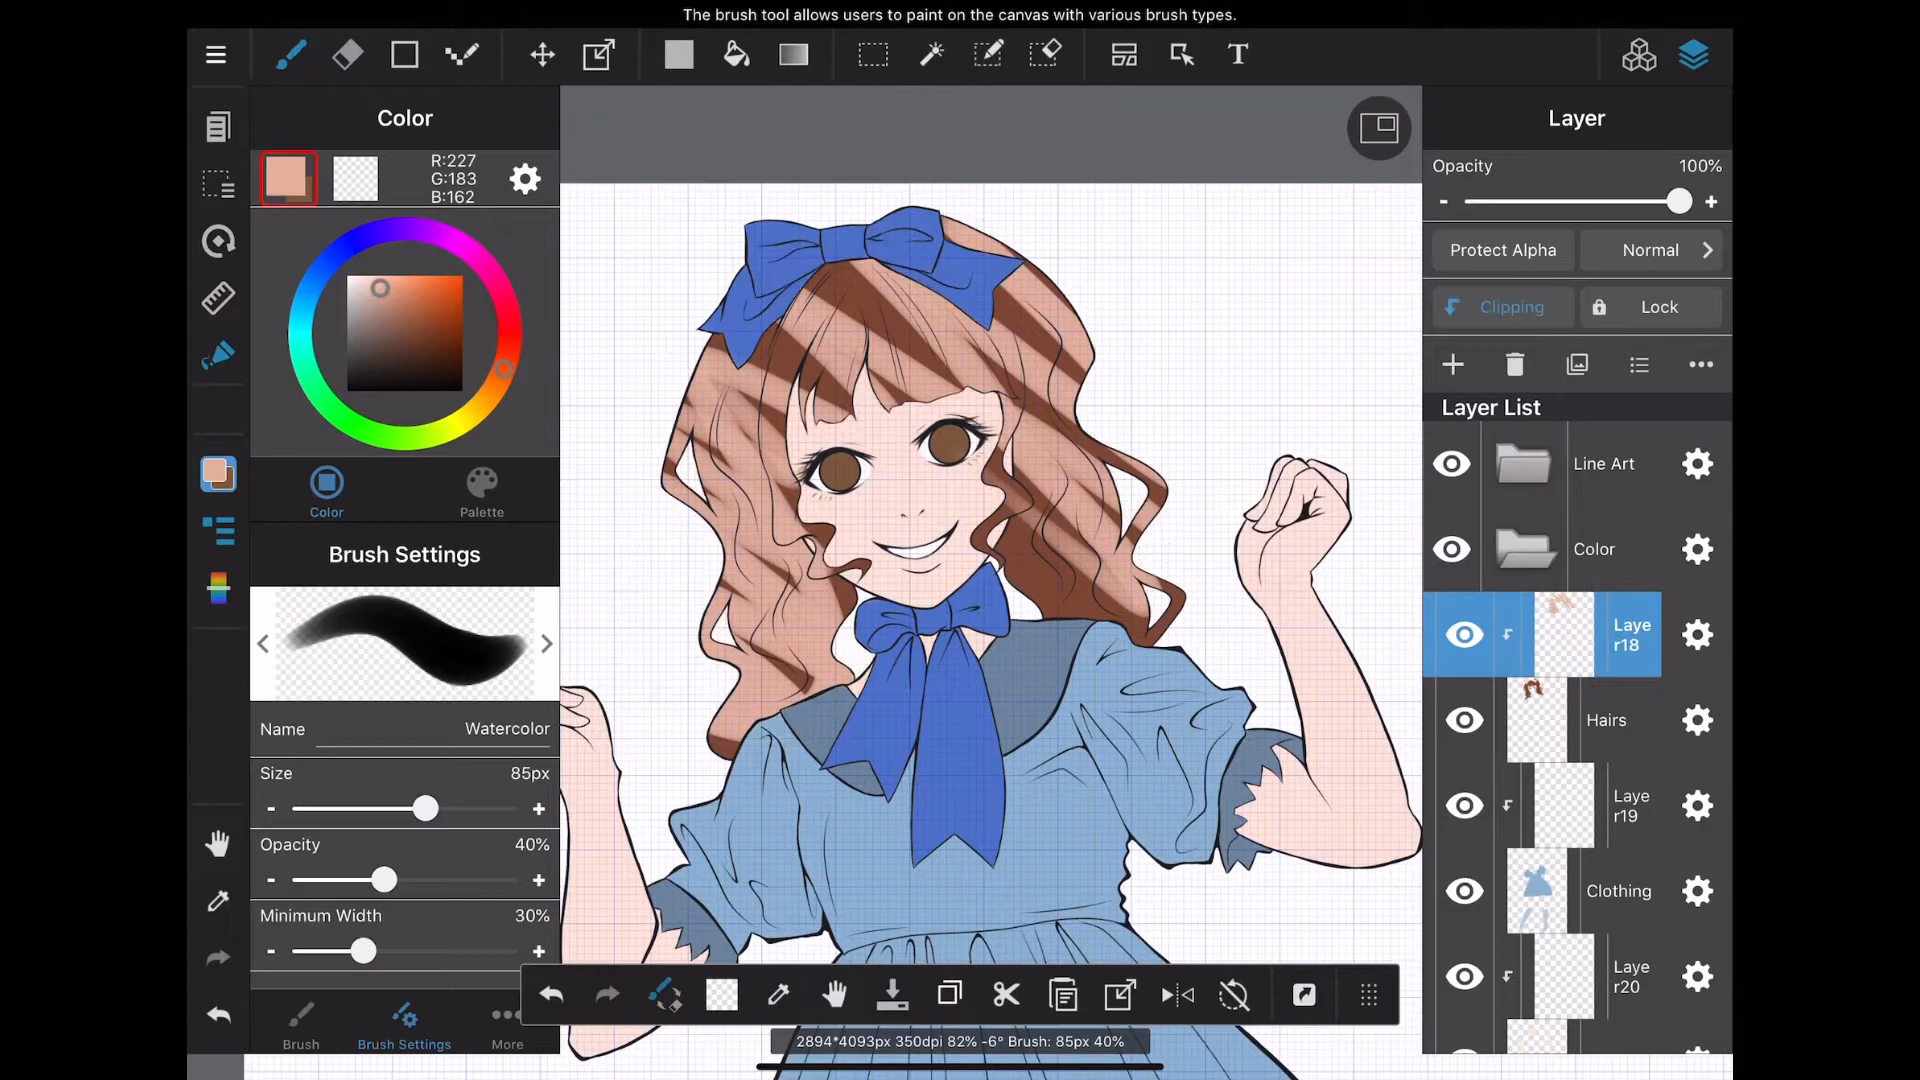 The brush tool allows users to paint on the canvas with various brush types.
T
Color
R:227
G:183
B:162
Color
Palette
Brush Settings
Name Watercolor
Size 85px
- +
Opacity 40%
- +
Minimum Width 30%
- +
Brush
Brush Settings
More
2894*4093px 350dpi 82% -6° Brush: 85px 40%
Layer
Opacity 100%
- +
Protect Alpha
Normal
Clipping
Lock
Layer List
Line Art
Color
Laye
r18
Hairs
Laye
r19
Clothing
Laye
r20